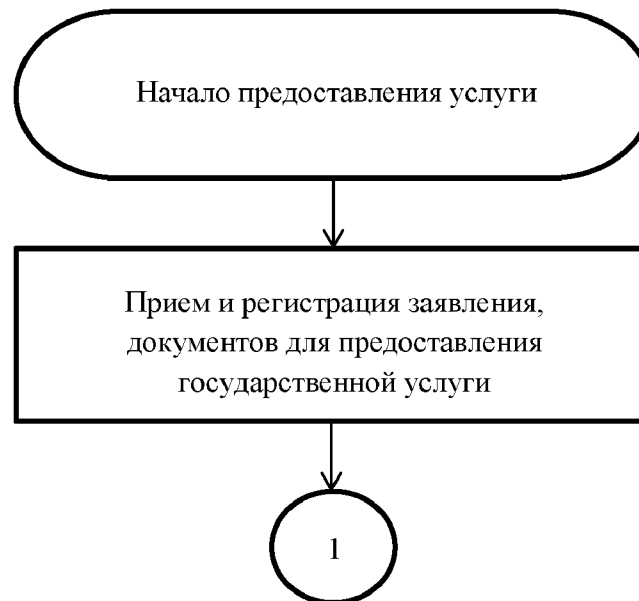 Начало предоставления услуги
Прием и регистрация заявления,
документов для предоставления
государственной услуги
1